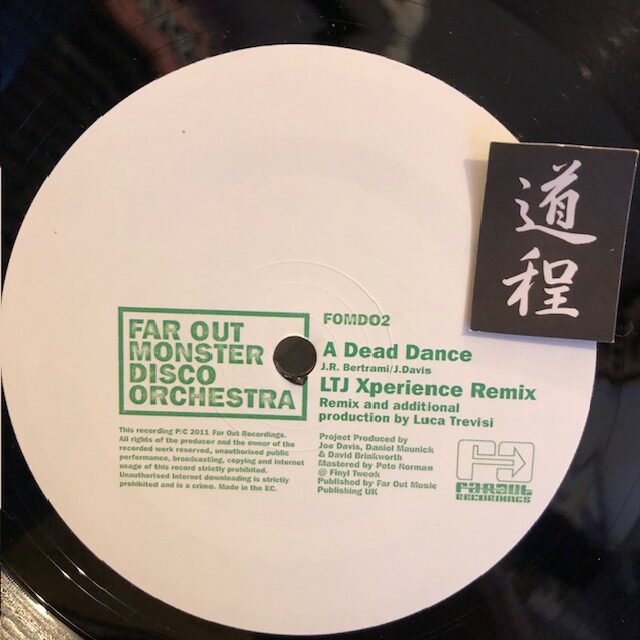 FAR OUT
MONSTER
DISCO
ORCHESTRA
This recording P/C 2011 Far Out Recordings.
All rights of the producer and the owner of the
recorded work reserved, unauthorised public
performance, broadcasting, copying and internet
usage of this record strictly prohibited.
Unauthorised Internet downloading is strictly
prohibited and is a crime. Made in the EC.
FOMDO2
A Dead Dance
J.R. Bertrami/J.Davis
LTJ Xperience Remix
Remix and additional
production by Luca Trevisi
Project Produced by
Joe Davis, Daniel Maunick
& David Brinkworth
Mastered by Pete Norman
@ Finyl Tweek
Published by Far Out Music
Publishing UK
FAROUT
RECORDINGS
道程